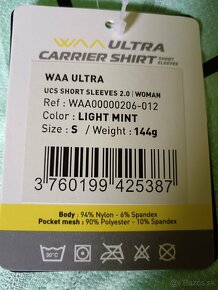 WAA ULTRA
CARRIER SHIRT SHORT SLEEVES
WAA ULTRA
UCS SHORT SLEEVES 2.0 | WOMAN
Ref : WAA00000206-012
Color : LIGHT MINT
Size : S / Weight : 144g
3 760199 425387
Body : 94% Nylon - 6% Spandex
Pocket mesh : 90% Polyester - 10% Spandex
30°C